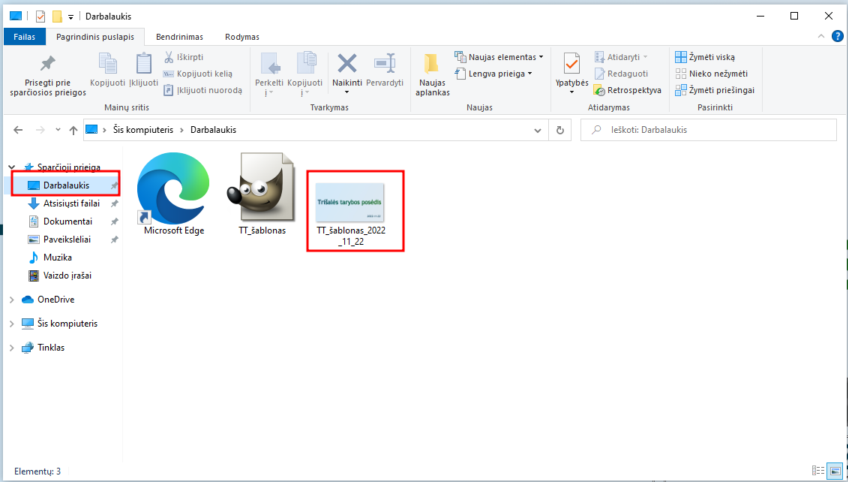 Darbalaukis
Failas
Pagrindinis puslapis
Bendrinimas
Rodymas
Prisegti prie
sparčiosios prieigos
Kopijuoti
Įklijuoti
Iškirpti
Kopijuoti kelią
Įklijuoti nuorodą
Mainų sritis
Perkelti
į
Kopijuoti
į
Naikinti
Pervardyti
Tvarkymas
Naujas
aplankas
Naujas elementas
Lengva prieiga
Naujas
Ypatybės
Atidaryti
Redaguoti
Retrospektyva
Atidarymas
Žymėti viską
Nieko nežymėti
Žymėti priešingai
Pasirinkti
Šis kompiuteris
Darbalaukis
Ieškoti: Darbalaukis
Sparčioji prieiga
Darbalaukis
Atsisiųsti failai
Dokumentai
Paveikslėliai
Muzika
Vaizdo įrašai
OneDrive
Šis kompiuteris
Tinklas
Microsoft Edge
TT_šablonas
Trišalės tarybos posėdis
TT_šablonas_2022
_11_22
Elementų: 3